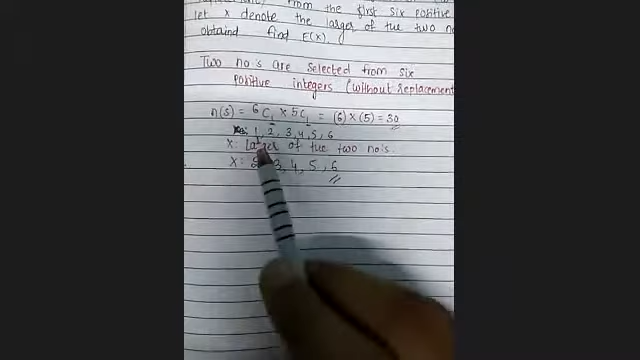 from the first six positive
let x denote the larger of the two no
obtaind find E(X).
Two no's are selected from six
positive integers (without replacement
n(s) = ⁶C₁ × ⁵C₁ = (6) × (5) = 30
1, 2, 3, 4, 5, 6
X: larger of the two no's.
X: 2, 3, 4, 5, 6